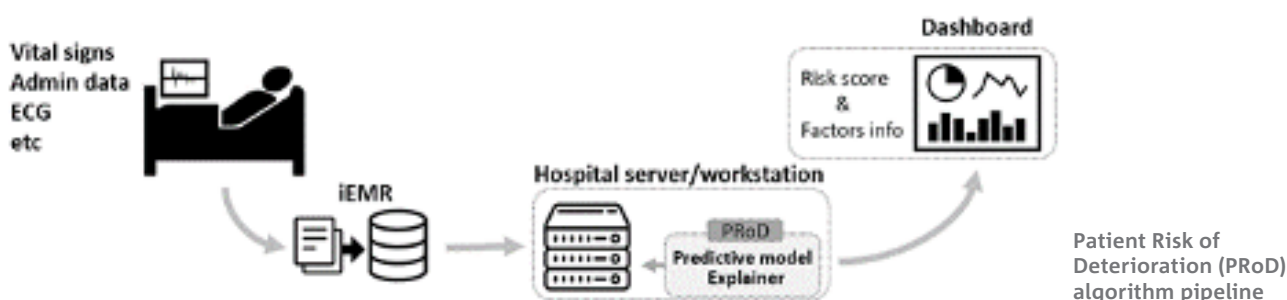 Vital signs
Admin data
ECG
etc
iEMR
Hospital server/workstation
PRoD
Predictive model
Explainer
Dashboard
Risk score
&
Factors info
Patient Risk of
Deterioration (PRoD)
algorithm pipeline